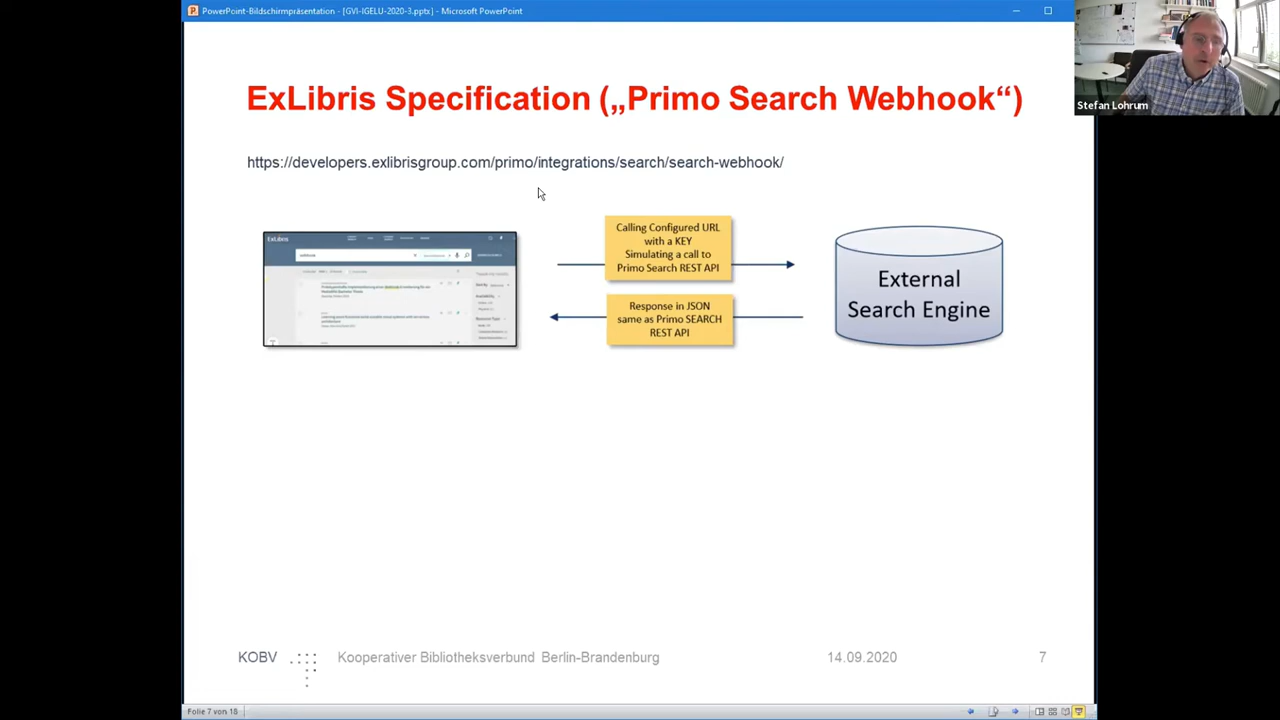 PowerPoint-Bildschirmpräsentation - [GVI-IGELU-2020-3.pptx] - Microsoft PowerPoint
Stefan Lohrum
ExLibris Specification („Primo Search Webhook“)
https://developers.exlibrisgroup.com/primo/integrations/search/search-webhook/
ExLibris
Calling Configured URL
with a KEY
Simulating a call to
Primo Search REST API
Response in JSON
same as Primo SEARCH
REST API
External
Search Engine
KOBV
Kooperativer Bibliotheksverbund Berlin-Brandenburg
14.09.2020
7
Folie 7 von 18